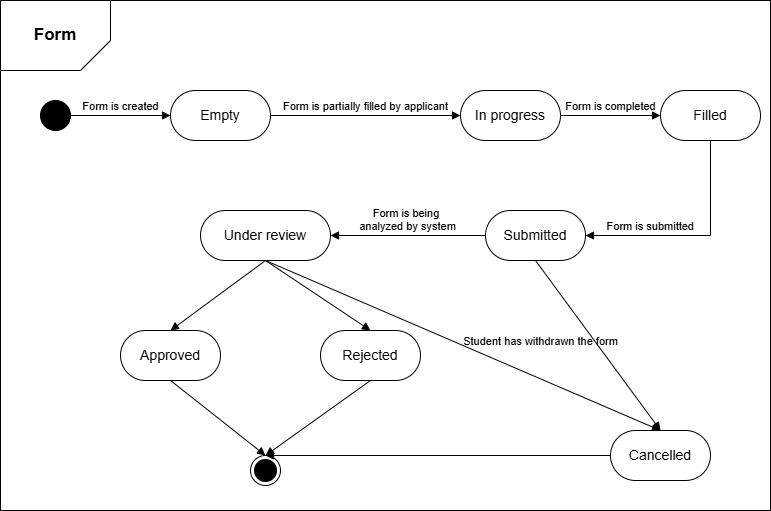 Form
Form is created
Empty
Form is partially filled by applicant
In progress
Form is completed
Filled
Under review
Form is being
analyzed by system
Submitted
Form is submitted
Approved
Rejected
Student has withdrawn the form
Cancelled